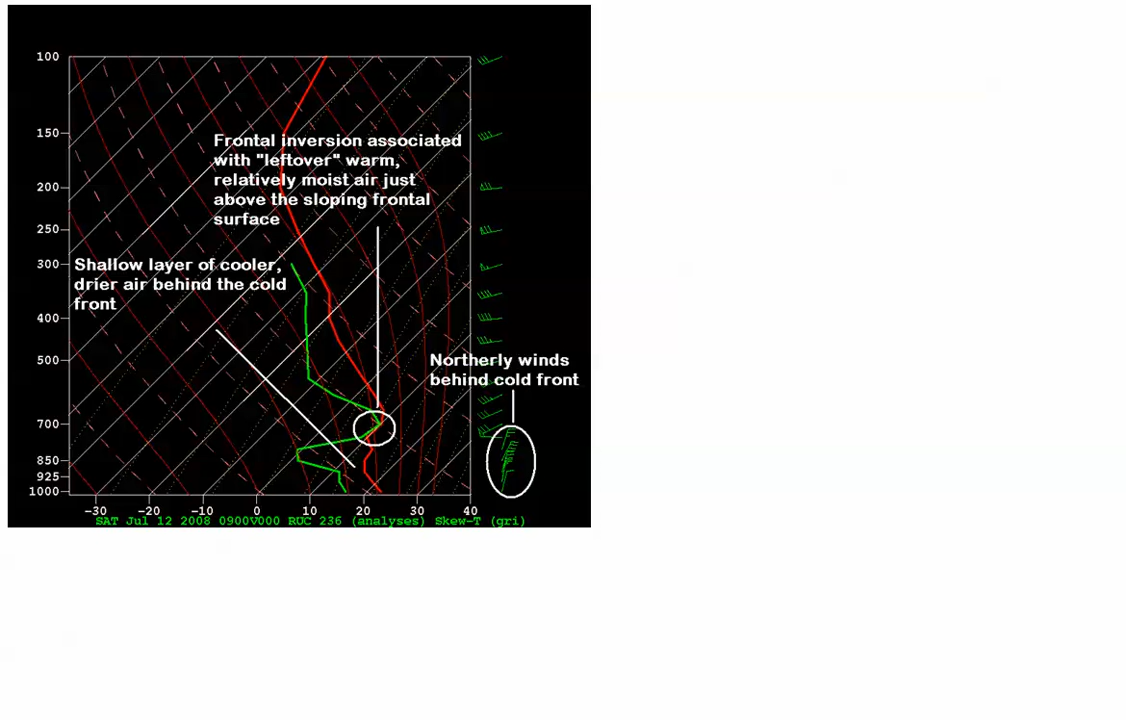 100
150
200
250
300
400
500
700
850
925
1000
Frontal inversion associated
with "leftover" warm,
relatively moist air just
above the sloping frontal
surface
Shallow layer of cooler,
drier air behind the cold
front
Northerly winds
behind cold front
-30 -20 -10 0 10 20 30 40
SAT Jul 12 2008 0900V000 RUC 236 (analyses) Skew-T (gri)